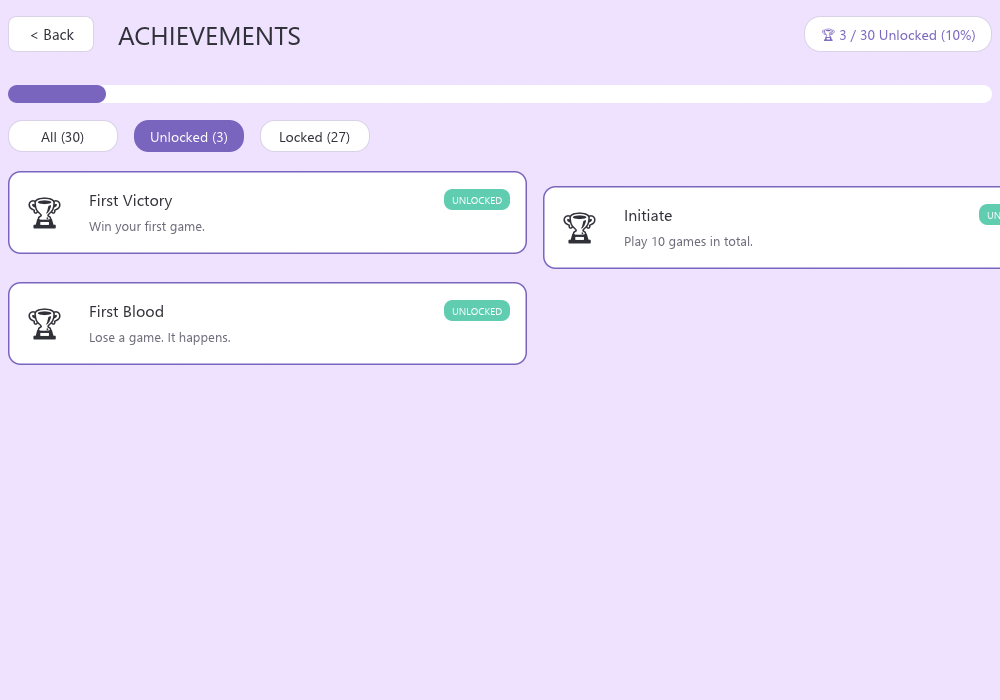 < Back
ACHIEVEMENTS
🏆 3 / 30 Unlocked (10%)
All (30)
Unlocked (3)
Locked (27)
First Victory
UNLOCKED
Win your first game.
Initiate
UN
Play 10 games in total.
First Blood
UNLOCKED
Lose a game. It happens.